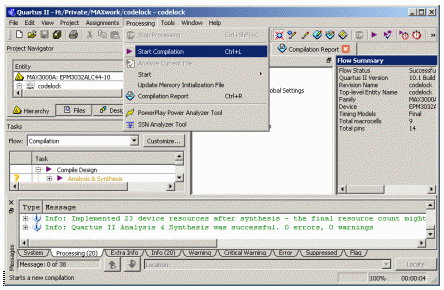 Quartus II - H:/Private/MAXwork/codelock - codelock
File Edit View Project Assignments Processing Tools Window Help
Stop Processing Ctrl+Shift+C
Start Compilation Ctrl+L
Analyze Current File
Start
Update Memory Initialization File
Compilation Report Ctrl+R
PowerPlay Power Analyzer Tool
SSN Analyzer Tool
Project Navigator
Entity
MAX3000A: EPM3032ALC44-10
codelock
Hierarchy Files Desig
Tasks
Flow: Compilation Customize...
Task
Compile Design
Analysis & Synthesis
Compilation Report
obal Settings
Flow Summary
Flow Status Successfu
Quartus II Version 10.1 Build
Revision Name codelock
Top-level Entity Name codelock
Family MAX3000A
Device EPM3032A
Timing Models Final
Total macrocells 9
Total pins 14
Type Message
Info: Implemented 23 device resources after synthesis - the final resource count might
Info: Quartus II Analysis & Synthesis was successful. 0 errors, 0 warnings
System Processing (20) Extra Info Info (20) Warning Critical Warning Error Suppressed Flag
Messages
Message: 0 of 38 Location: Locate
Starts a new compilation 100% 00:00:04